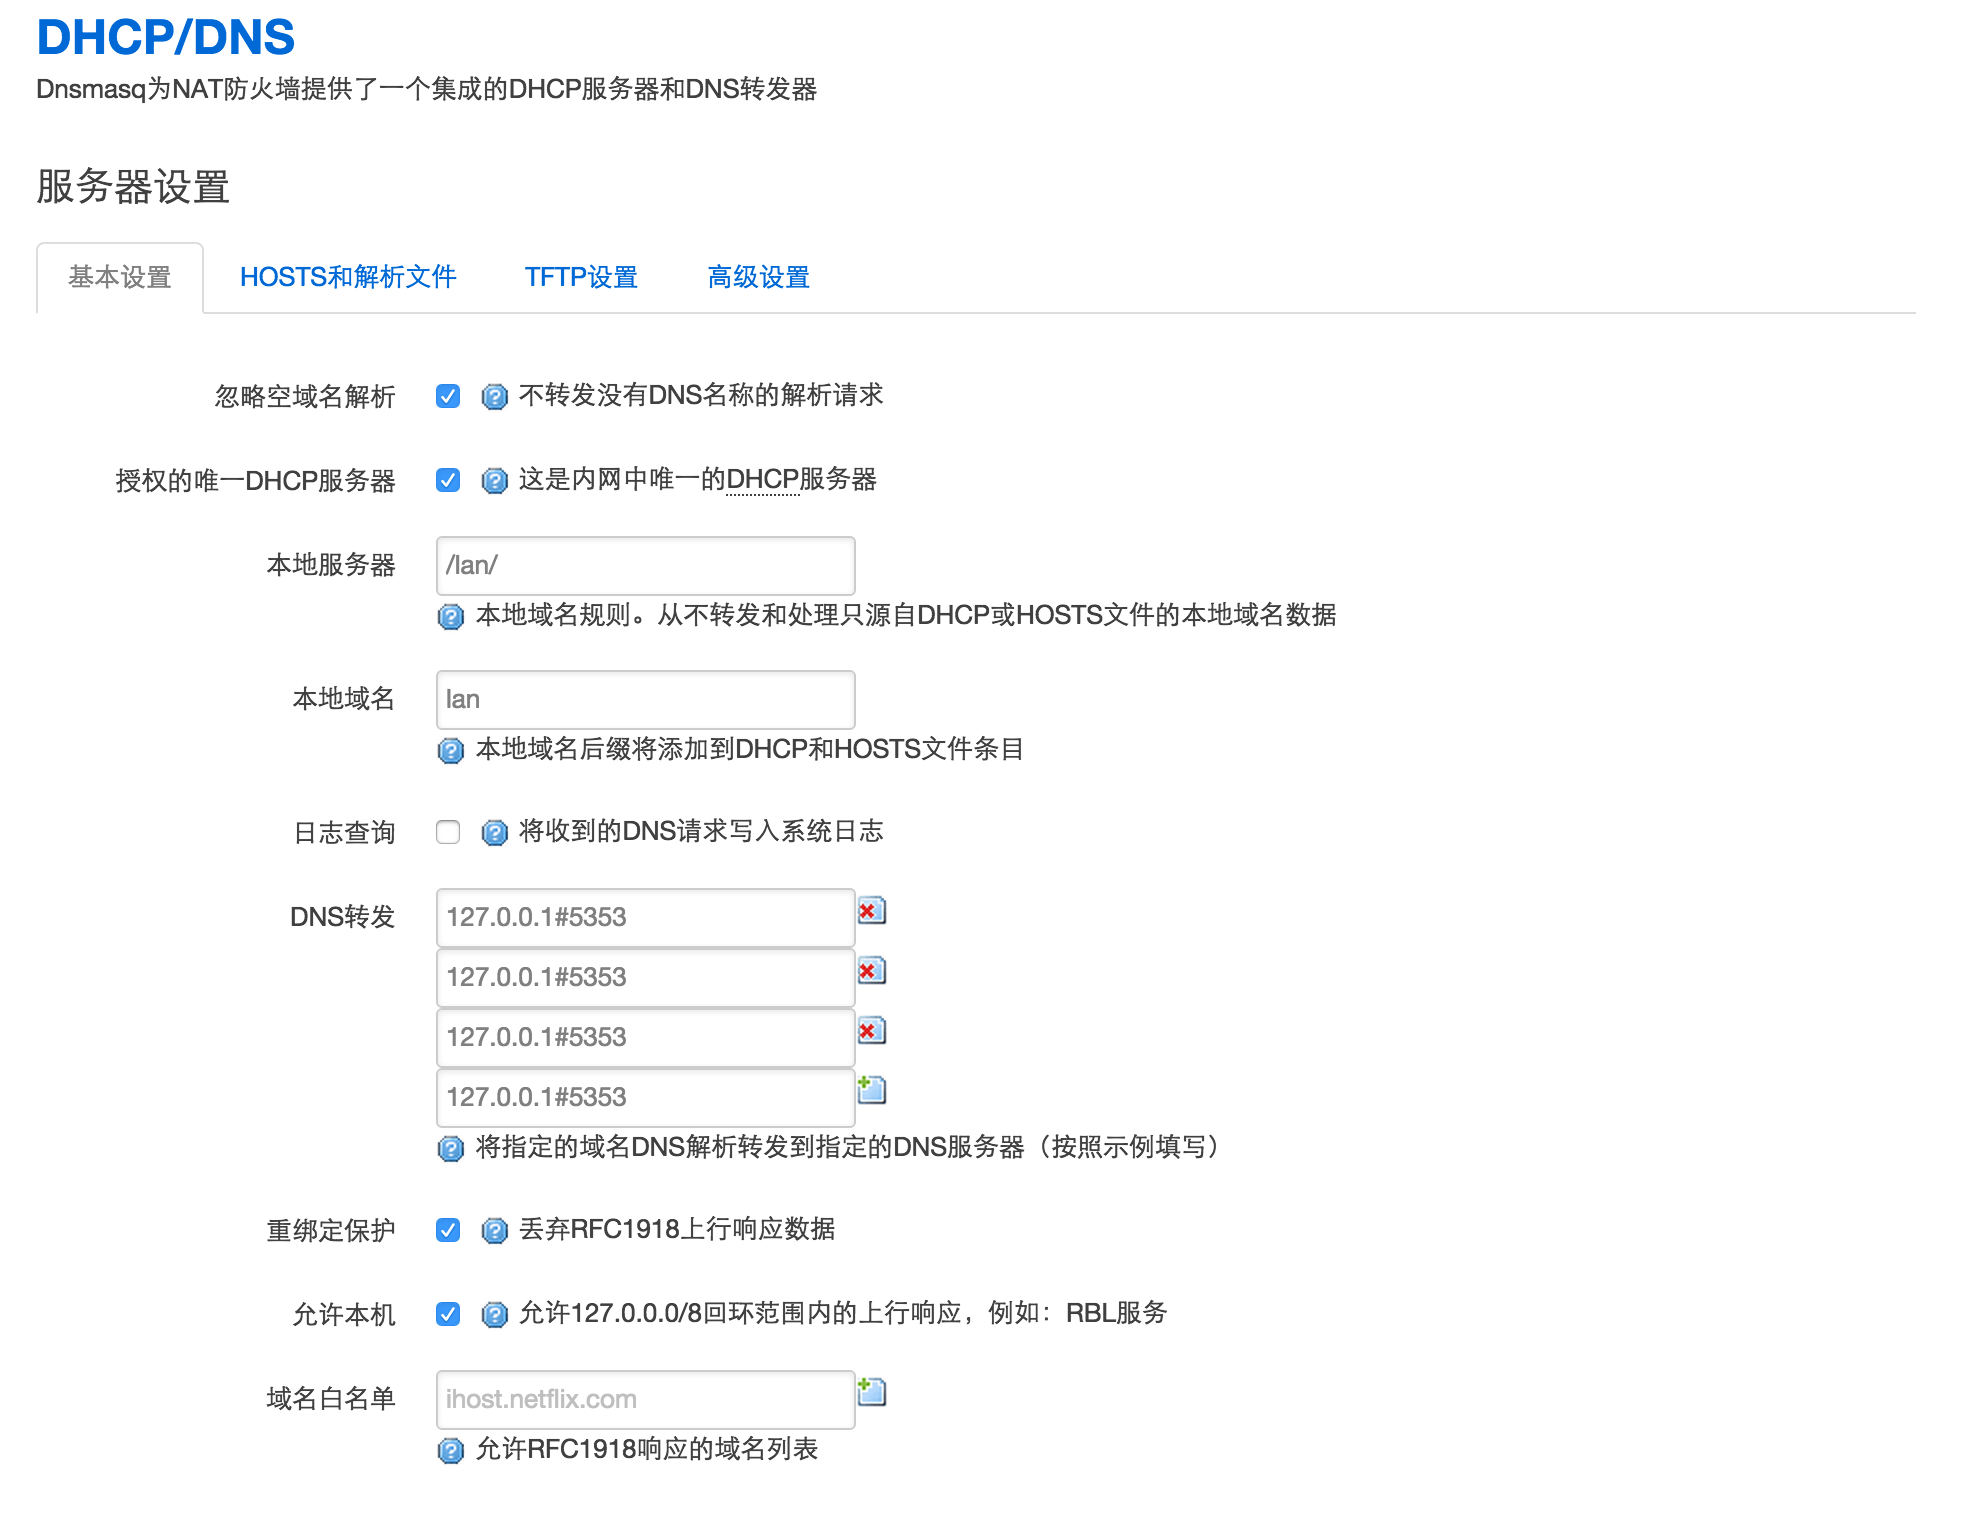 DHCP/DNS
Dnsmasq为NAT防火墙提供了一个集成的DHCP服务器和DNS转发器
服务器设置
基本设置 HOSTS和解析文件 TFTP设置 高级设置
忽略空域名解析 不转发没有DNS名称的解析请求
授权的唯一DHCP服务器 这是内网中唯一的DHCP服务器
本地服务器 /lan/
本地域名规则。从不转发和处理只源自DHCP或HOSTS文件的本地域名数据
本地域名 lan
本地域名后缀将添加到DHCP和HOSTS文件条目
日志查询 将收到的DNS请求写入系统日志
DNS转发 127.0.0.1#5353
127.0.0.1#5353
127.0.0.1#5353
127.0.0.1#5353
将指定的域名DNS解析转发到指定的DNS服务器（按照示例填写）
重绑定保护 丢弃RFC1918上行响应数据
允许本机 允许127.0.0.0/8回环范围内的上行响应，例如：RBL服务
域名白名单 ihost.netflix.com
允许RFC1918响应的域名列表